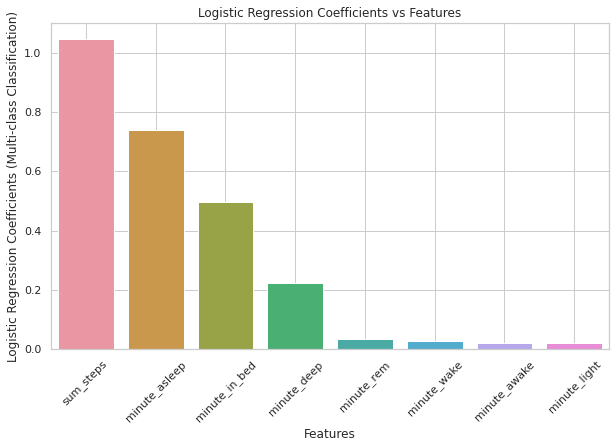 Logistic Regression Coefficients vs Features
Logistic Regression Coefficients (Multi-class Classification)
1.0
0.8
0.6
0.4
0.2
0.0
sum_steps
minute_asleep
minute_in_bed
minute_deep
minute_rem
minute_wake
minute_awake
minute_light
Features